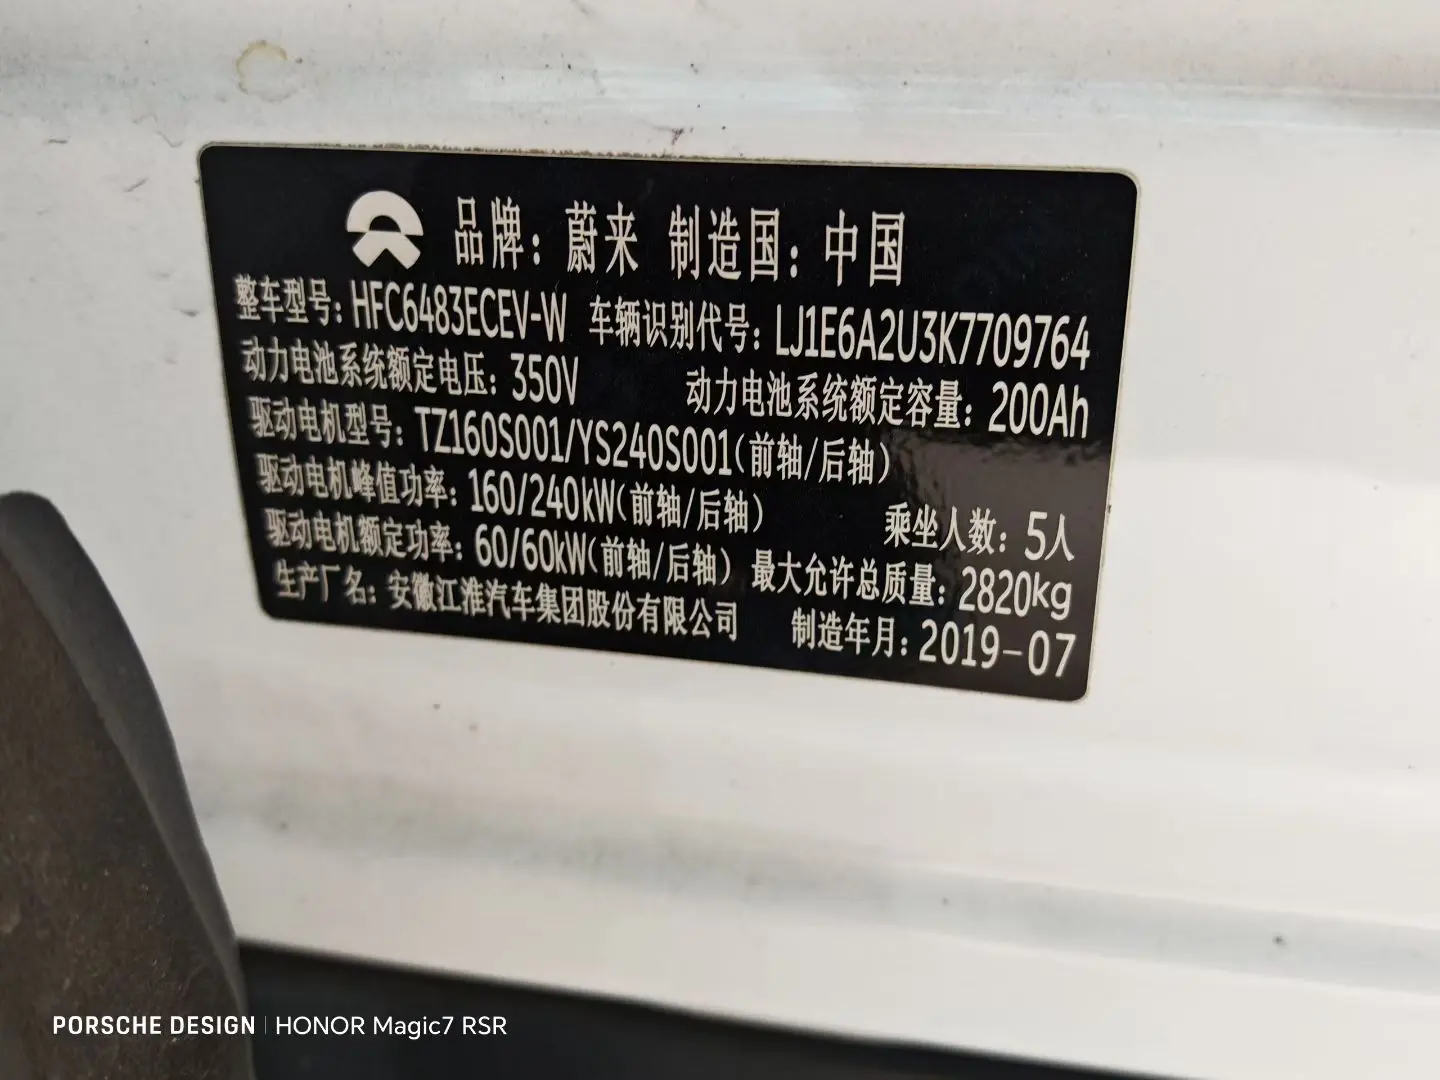 品牌：蔚来 制造国：中国
整车型号：HFC6483ECEV-W 车辆识别代号：LJ1E6A2U3K7709764
动力电池系统额定电压：350V 动力电池系统额定容量：200Ah
驱动电机型号：TZ160S001/YS240S001(前轴/后轴)
驱动电机峰值功率：160/240kW(前轴/后轴) 乘坐人数：5人
驱动电机额定功率：60/60kW(前轴/后轴) 最大允许总质量：2820kg
生产厂名：安徽江淮汽车集团股份有限公司 制造年月：2019-07
PORSCHE DESIGN | HONOR Magic7 RSR